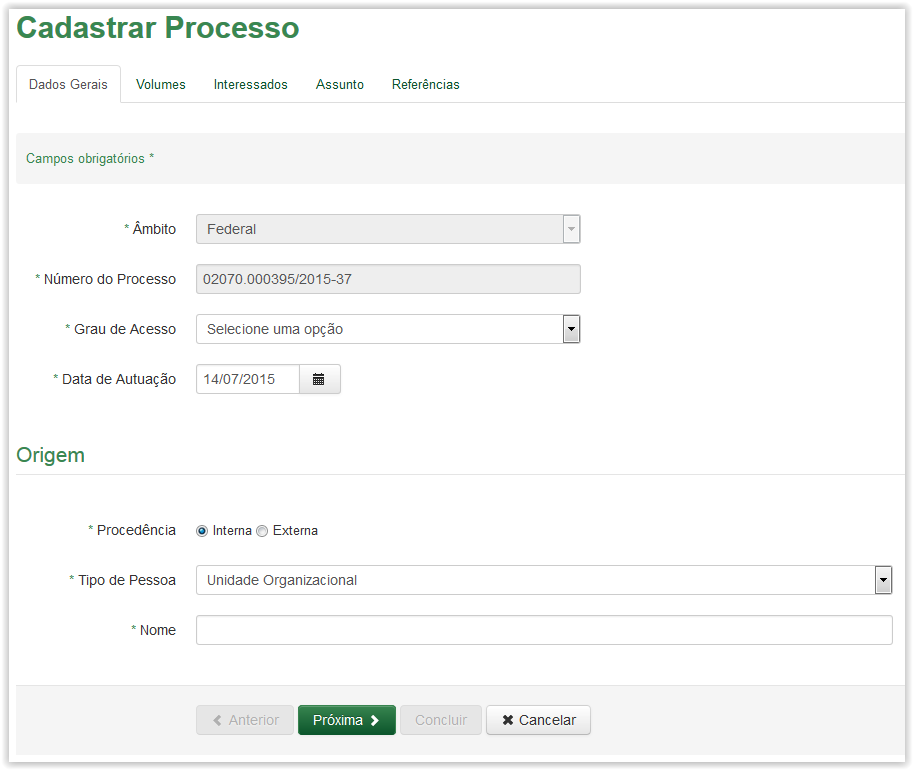 Cadastrar Processo
Dados Gerais Volumes Interessados Assunto Referências
Campos obrigatórios *
* Âmbito Federal
* Número do Processo 02070.000395/2015-37
* Grau de Acesso Selecione uma opção
* Data de Autuação 14/07/2015
Origem
* Procedência Interna Externa
* Tipo de Pessoa Unidade Organizacional
* Nome
Anterior Próxima Concluir Cancelar